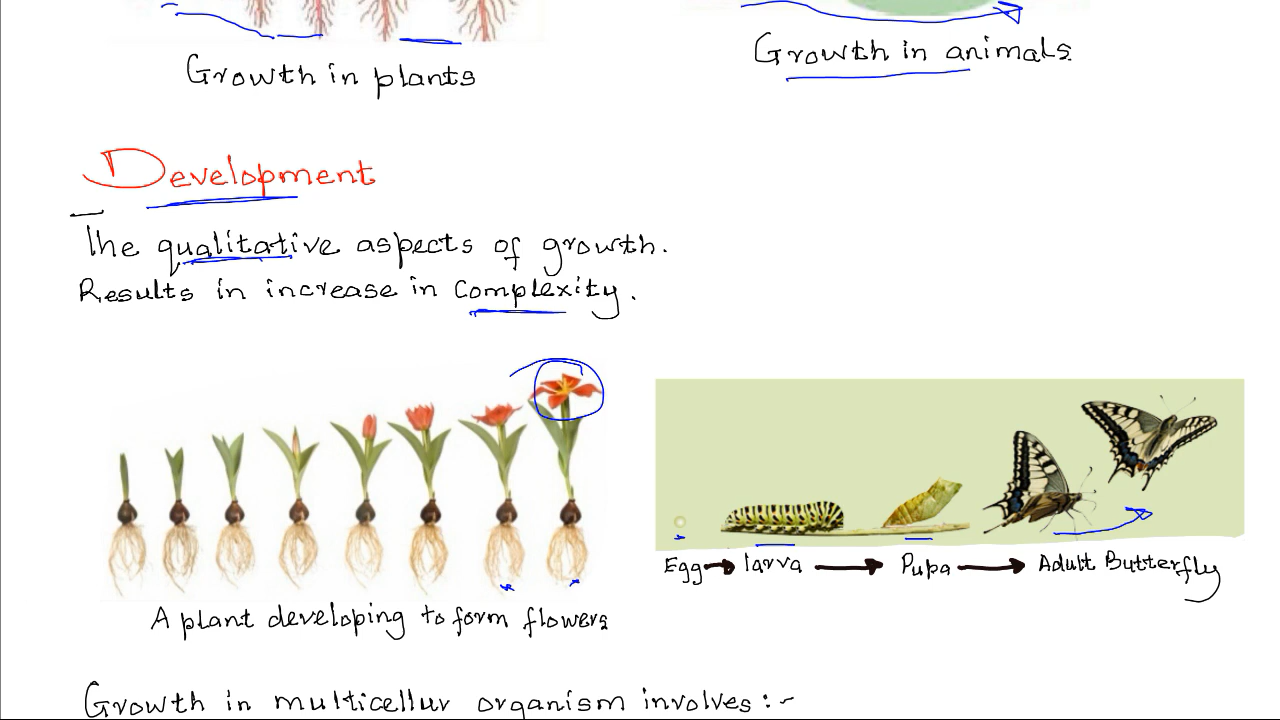 Growth in plants
Growth in animals
Development
The qualitative aspects of growth.
Results in increase in Complexity.
Egg → larva → Pupa → Adult Butterfly
A plant developing to form flowers
Growth in multicellur organism involves:-